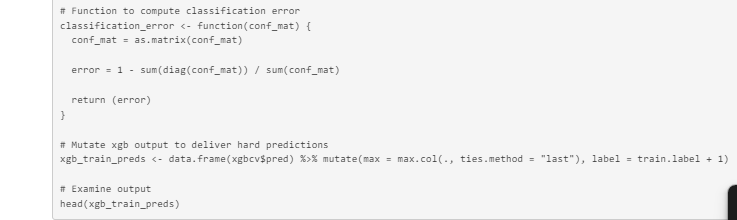 # Function to compute classification error
classification_error <- function(conf_mat) {
conf_mat = as.matrix(conf_mat)
error = 1 - sum(diag(conf_mat)) / sum(conf_mat)
return (error)
}
# Mutate xgb output to deliver hard predictions
xgb_train_preds <- data.frame(xgbcv$pred) %>% mutate(max = max.col(., ties.method = "last"), label = train.label + 1)
# Examine output
head(xgb_train_preds)